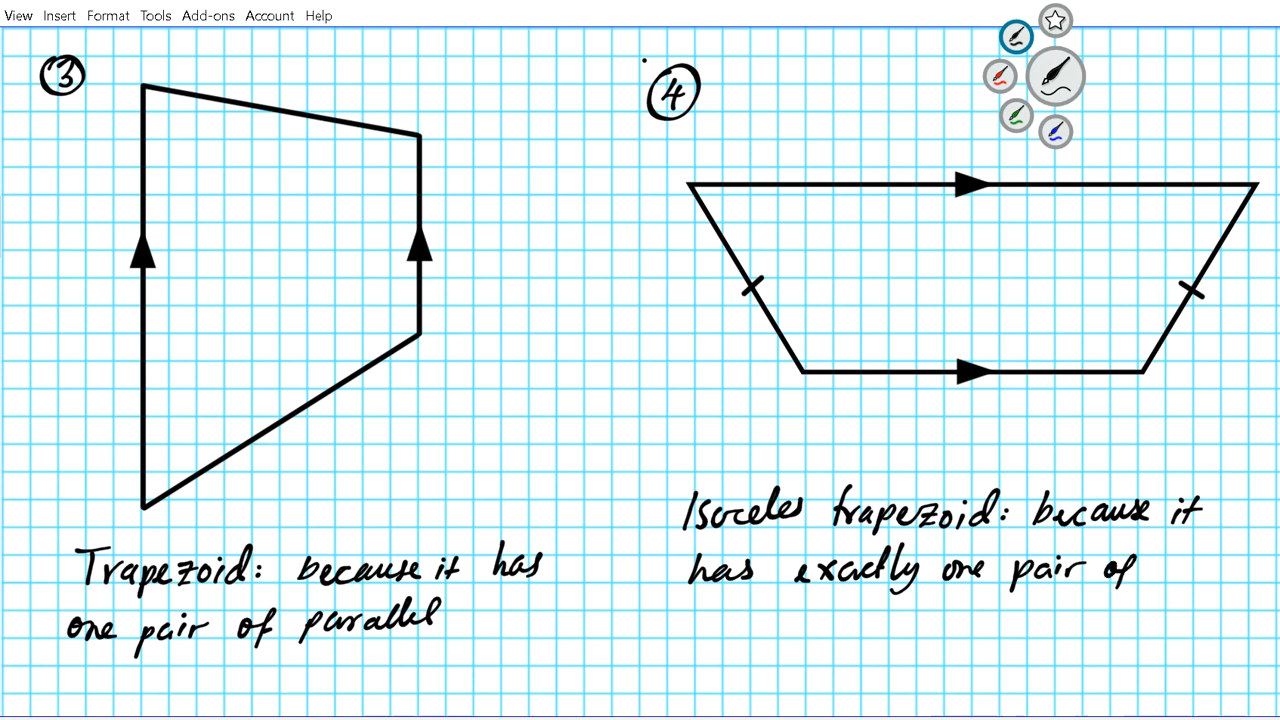 View Insert Format Tools Add-ons Account Help
3
4
Trapezoid: because it has
one pair of parallel
Isoceles trapezoid: because it
has exactly one pair of